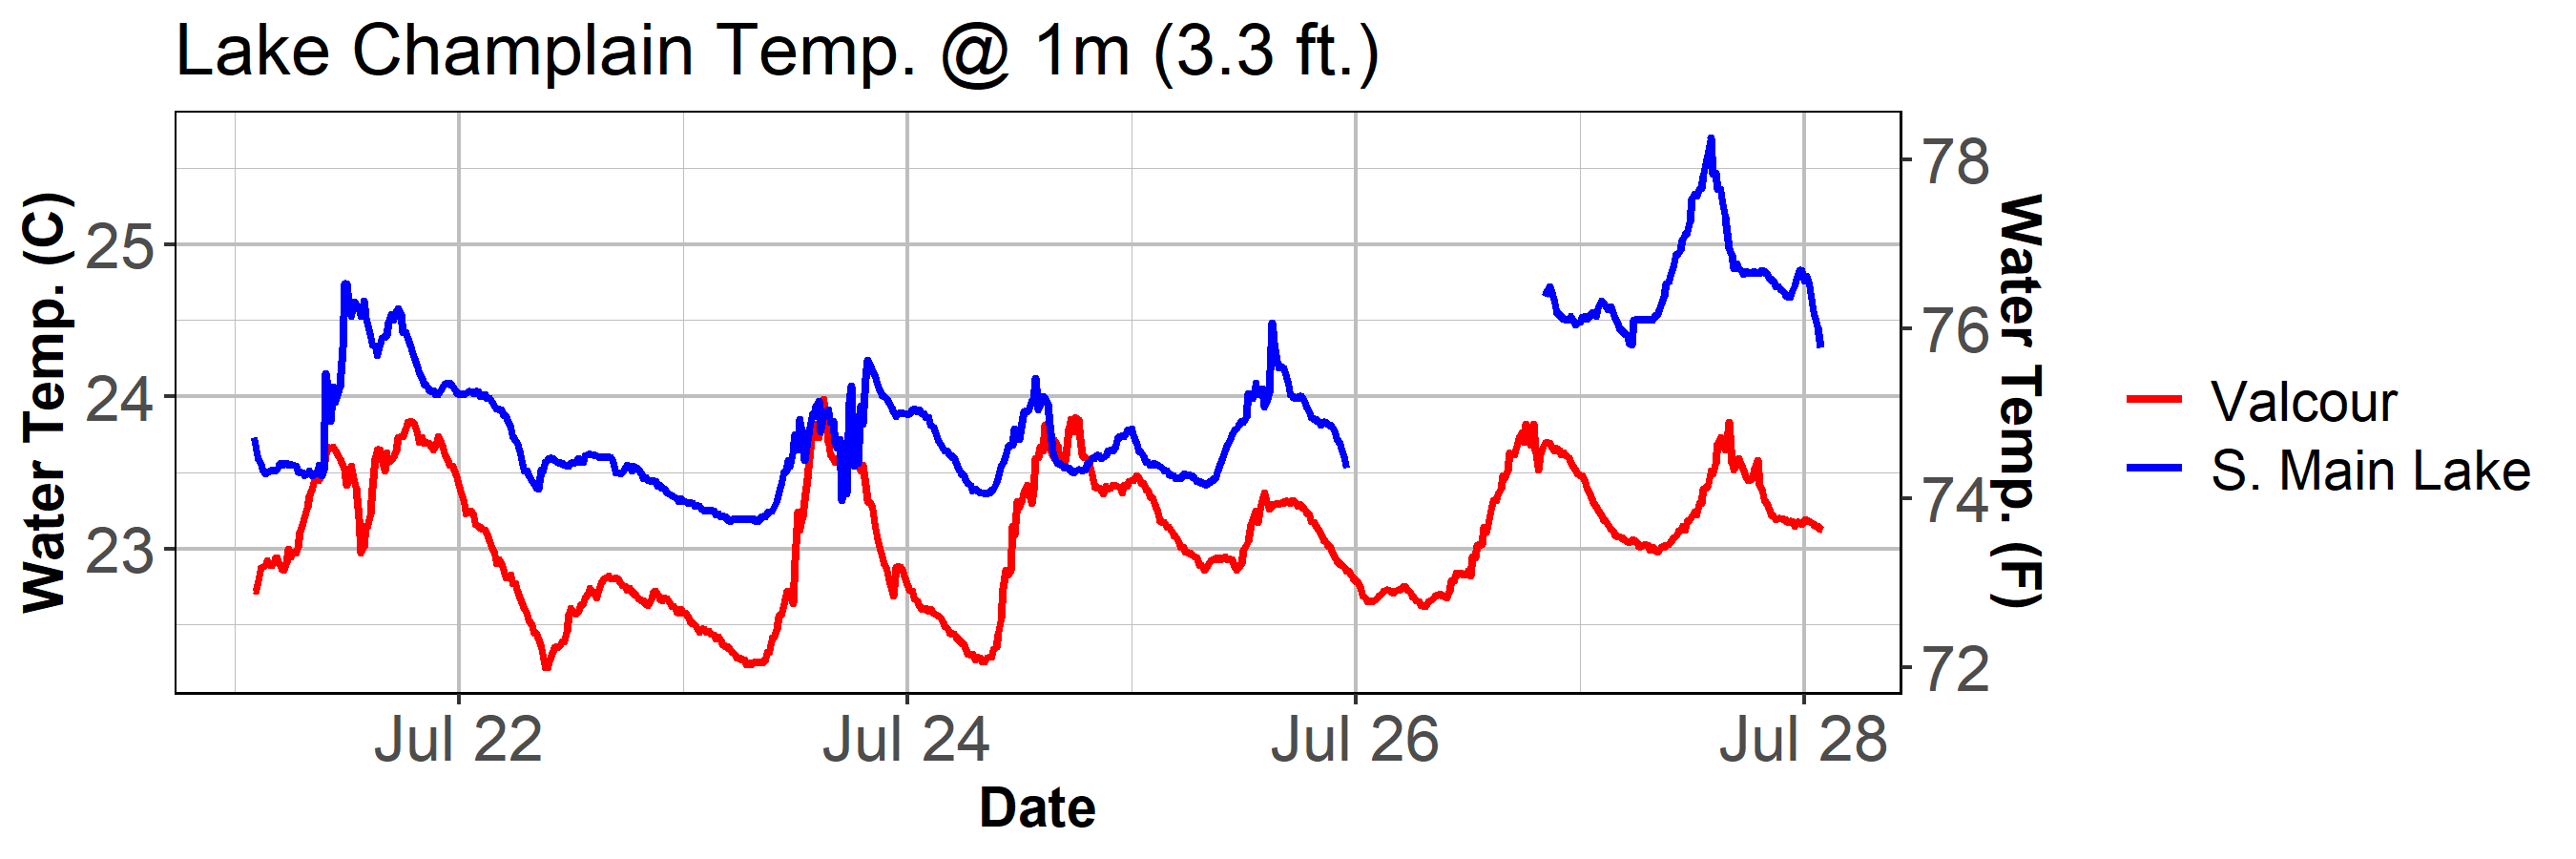 Lake Champlain Temp. @ 1m (3.3 ft.)
Water Temp. (C)
25
24
23
78
76
74
72
Water Temp. (F)
Jul 22 Jul 24 Jul 26 Jul 28
Date
Valcour
S. Main Lake